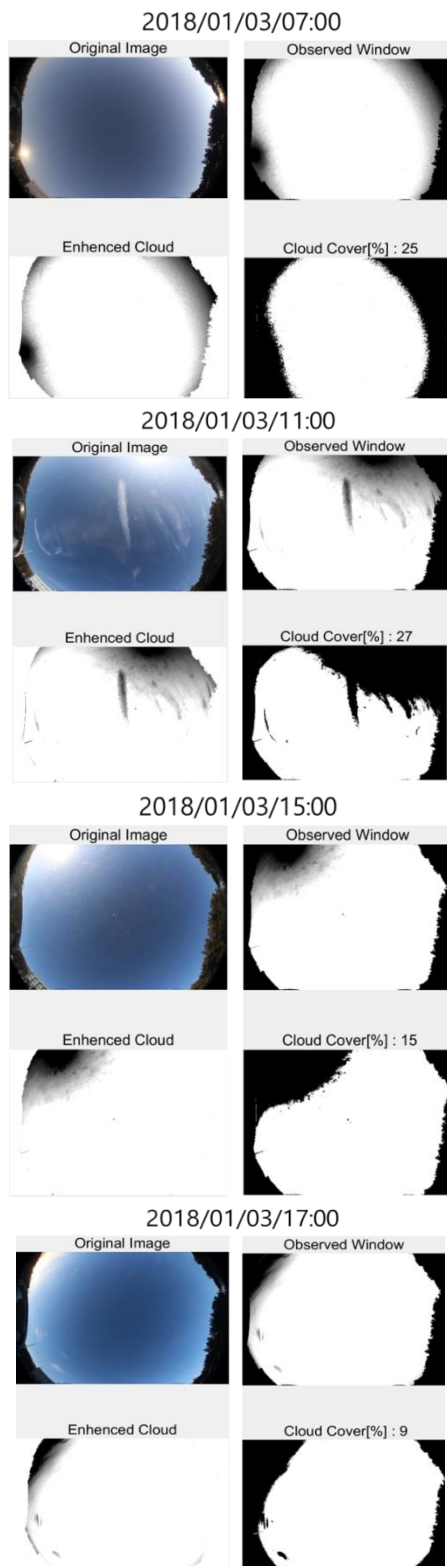 2018/01/03/07:00
Original Image Observed Window
Enhenced Cloud Cloud Cover[%] : 25
2018/01/03/11:00
Original Image Observed Window
Enhenced Cloud Cloud Cover[%] : 27
2018/01/03/15:00
Original Image Observed Window
Enhenced Cloud Cloud Cover[%] : 15
2018/01/03/17:00
Original Image Observed Window
Enhenced Cloud Cloud Cover[%] : 9